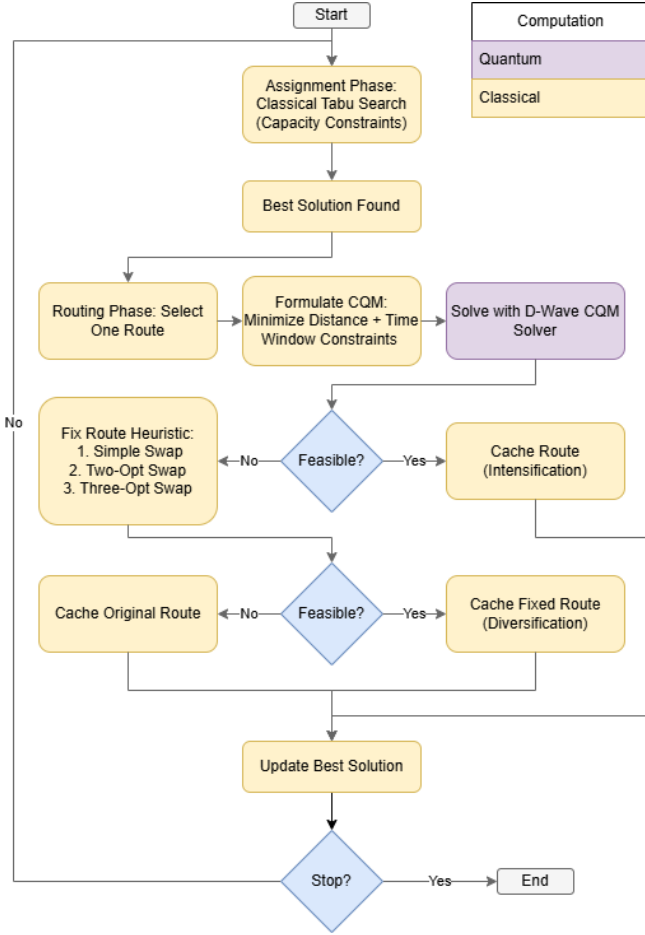 Start
Computation
Quantum
Classical
Assignment Phase:
Classical Tabu Search
(Capacity Constraints)
Best Solution Found
Routing Phase: Select
One Route
Formulate CQM:
Minimize Distance + Time
Window Constraints
Solve with D-Wave CQM
Solver
No
Fix Route Heuristic:
1. Simple Swap
2. Two-Opt Swap
3. Three-Opt Swap
No
Feasible?
Yes
Cache Route
(Intensification)
Cache Original Route
No
Feasible?
Yes
Cache Fixed Route
(Diversification)
Update Best Solution
Stop?
Yes
End